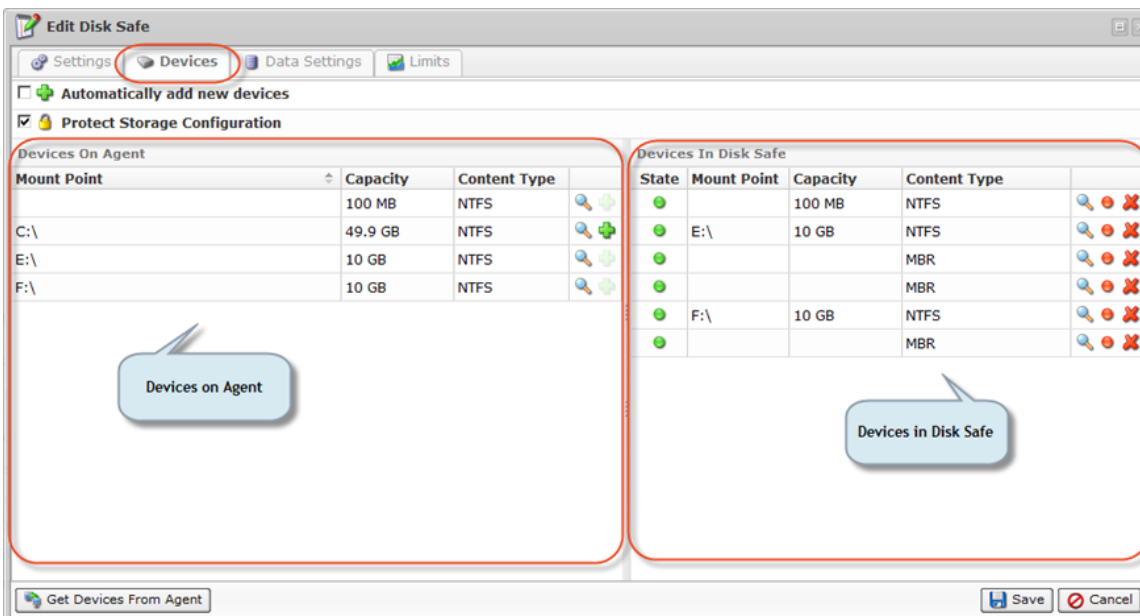 Edit Disk Safe
Settings Devices Data Settings Limits
Automatically add new devices
Protect Storage Configuration
Devices On Agent
Mount Point Capacity Content Type
100 MB NTFS
C:\ 49.9 GB NTFS
E:\ 10 GB NTFS
F:\ 10 GB NTFS
Devices on Agent
Devices In Disk Safe
State Mount Point Capacity Content Type
100 MB NTFS
E:\ 10 GB NTFS
MBR
MBR
F:\ 10 GB NTFS
MBR
Devices in Disk Safe
Get Devices From Agent
Save Cancel